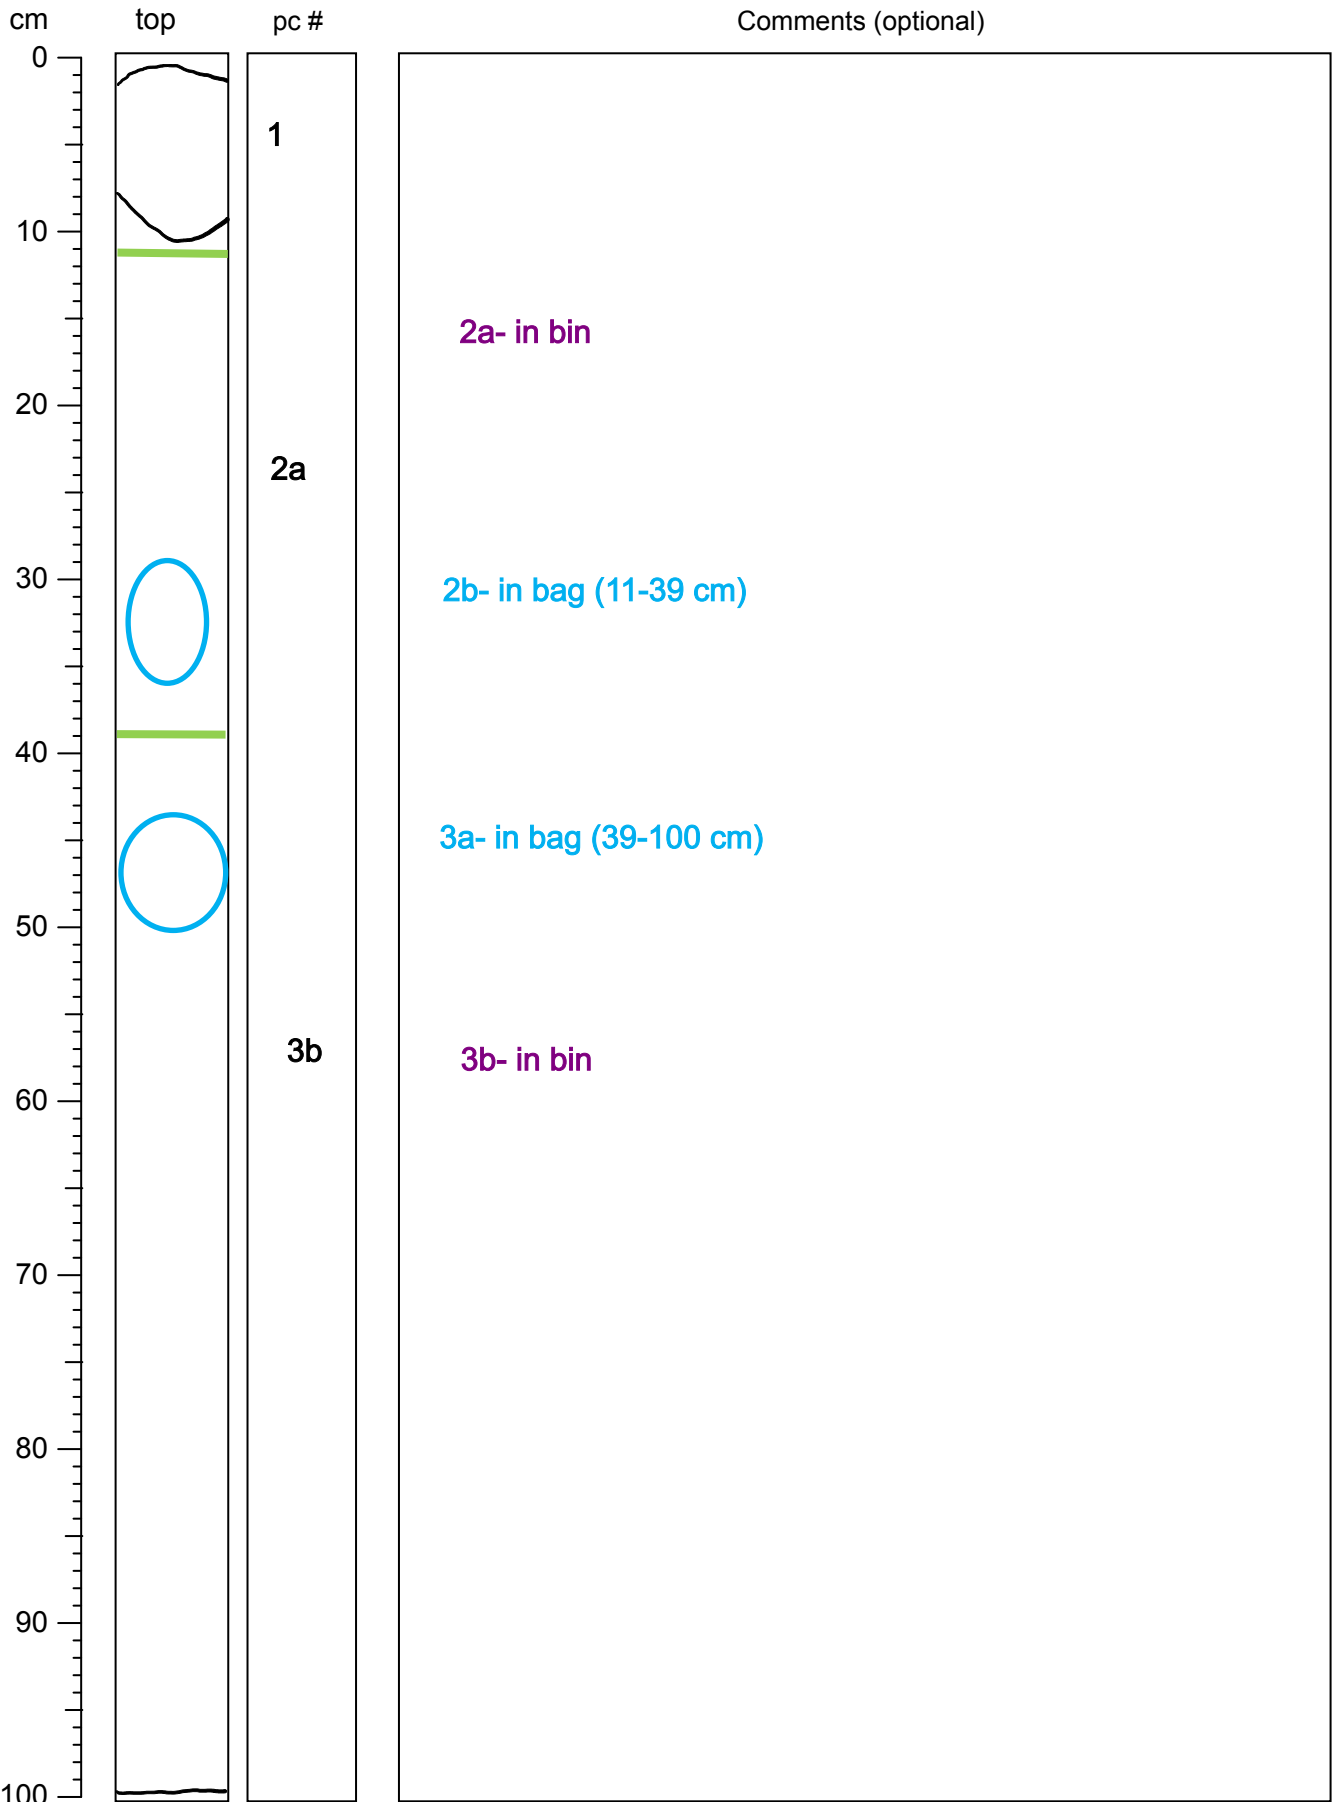 cm top pc # Comments (optional)
0
1
10
2a- in bin
20
2a
30
2b- in bag (11-39 cm)
40
3a- in bag (39-100 cm)
50
3b
3b- in bin
60
70
80
90
100